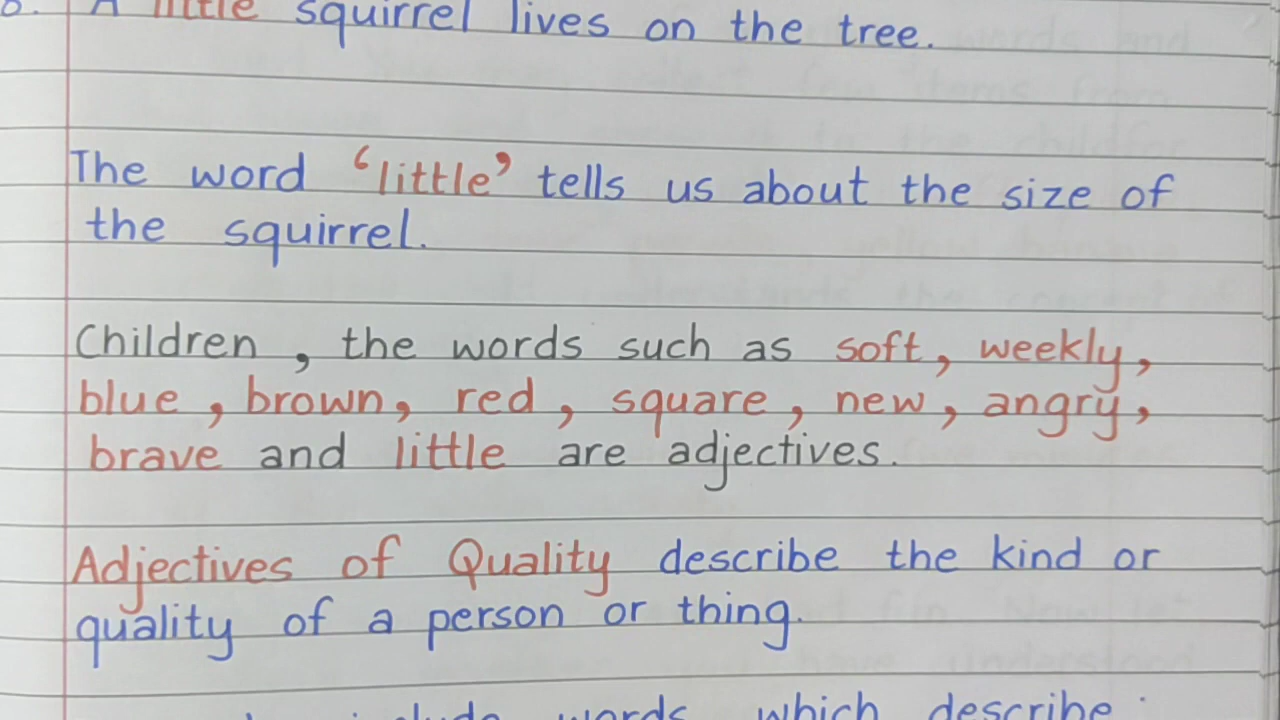 A little squirrel lives on the tree.
The word ‘little’ tells us about the size of
the squirrel.
Children, the words such as soft, weekly,
blue, brown, red, square, new, angry,
brave and little are adjectives.
Adjectives of Quality describe the kind or
quality of a person or thing.
include words which describe